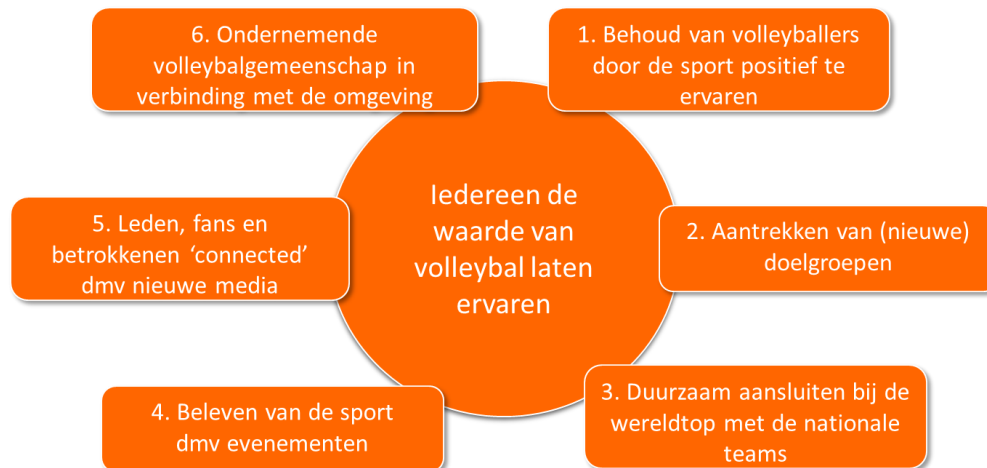 6. Ondernemende
volleybalgemeenschap in
verbinding met de omgeving
1. Behoud van volleyballers
door de sport positief te
ervaren
Iedereen de
waarde van
volleybal laten
ervaren
5. Leden, fans en
betrokkenen ‘connected’
dmv nieuwe media
2. Aantrekken van (nieuwe)
doelgroepen
4. Beleven van de sport
dmv evenementen
3. Duurzaam aansluiten bij de
wereldtop met de nationale
teams